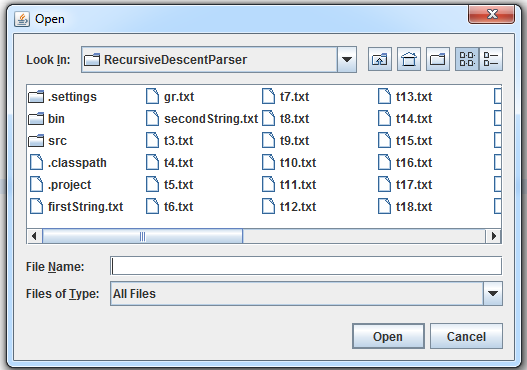 Open
Look In: RecursiveDescentParser
.settings gr.txt t7.txt t13.txt
bin secondString.txt t8.txt t14.txt
src t3.txt t9.txt t15.txt
.classpath t4.txt t10.txt t16.txt
.project t5.txt t11.txt t17.txt
firstString.txt t6.txt t12.txt t18.txt
File Name:
Files of Type: All Files
Open Cancel